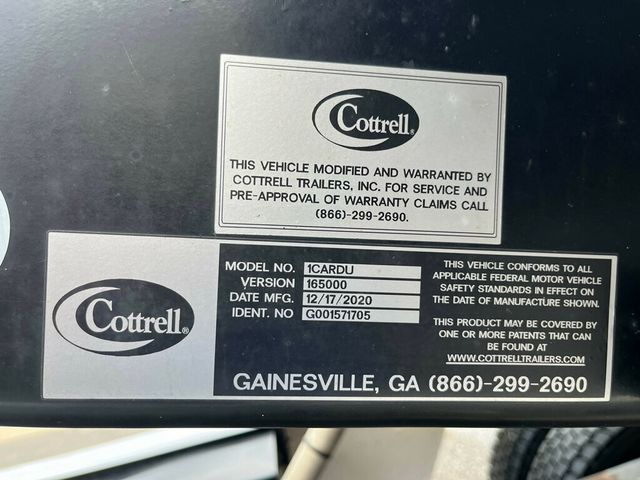 Cottrell®
THIS VEHICLE MODIFIED AND WARRANTED BY
COTTRELL TRAILERS, INC. FOR SERVICE AND
PRE-APPROVAL OF WARRANTY CLAIMS CALL
(866)-299-2690.
Cottrell®
MODEL NO. 1CARDU
VERSION 165000
DATE MFG. 12/17/2020
IDENT. NO G001571705
THIS VEHICLE CONFORMS TO ALL
APPLICABLE FEDERAL MOTOR VEHICLE
SAFETY STANDARDS IN EFFECT ON
THE DATE OF MANUFACTURE SHOWN.
THIS PRODUCT MAY BE COVERED BY
ONE OR MORE PATENTS THAT CAN
BE FOUND AT
WWW.COTTRELLTRAILERS.COM
GAINESVILLE, GA (866)-299-2690